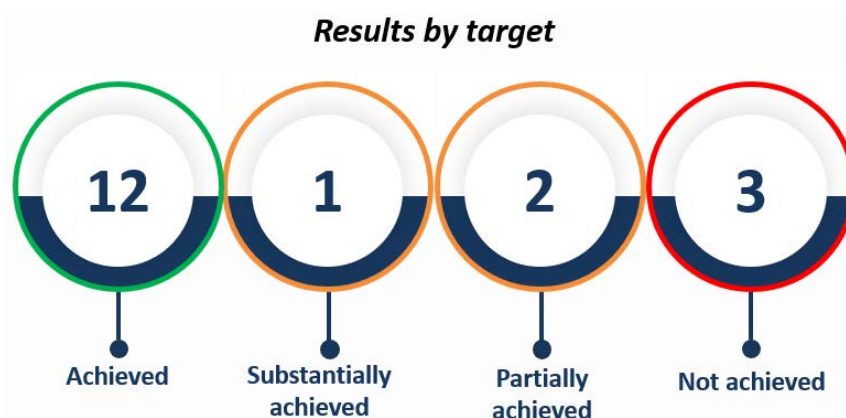 Results by target
12
1
2
3
Achieved
Substantially
achieved
Partially
achieved
Not achieved